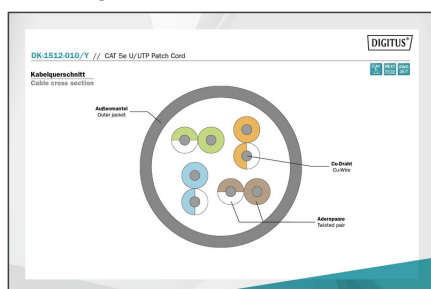 DIGITUS®
DK-1512-010/Y // CAT 5e U/UTP Patch Cord
Kabelquerschnitt
Cable cross section
Außenmantel
Outer jacket
Cu-Draht
Cu-Wire
Adernpaare
Twisted pair